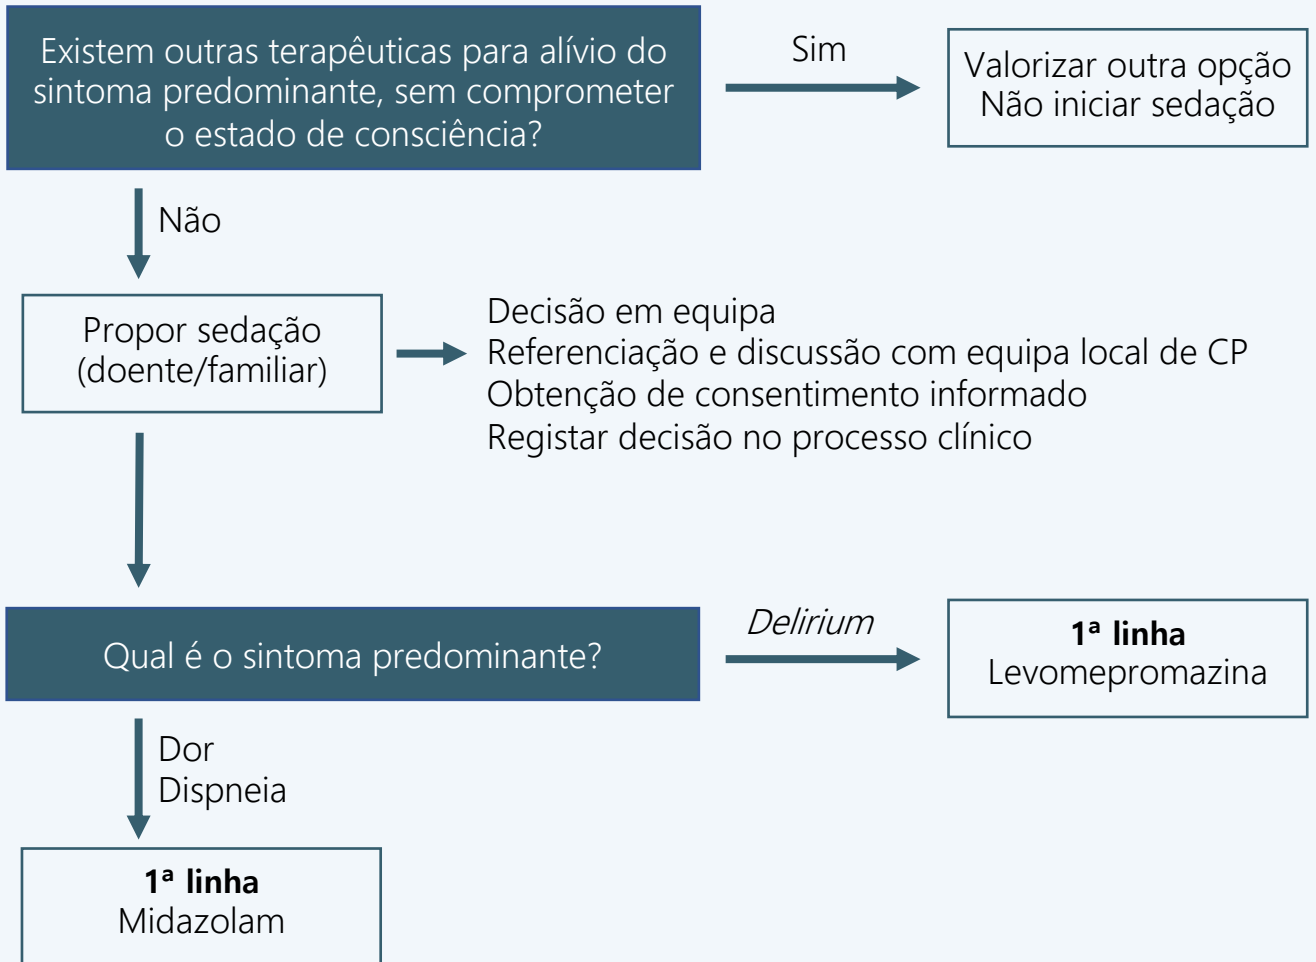 Existem outras terapêuticas para alívio do
sintoma predominante, sem comprometer
o estado de consciência?
Sim
Valorizar outra opção
Não iniciar sedação
Não
Propor sedação
(doente/familiar)
Decisão em equipa
Referenciação e discussão com equipa local de CP
Obtenção de consentimento informado
Registar decisão no processo clínico
Qual é o sintoma predominante?
Delirium
1ª linha
Levomepromazina
Dor
Dispneia
1ª linha
Midazolam